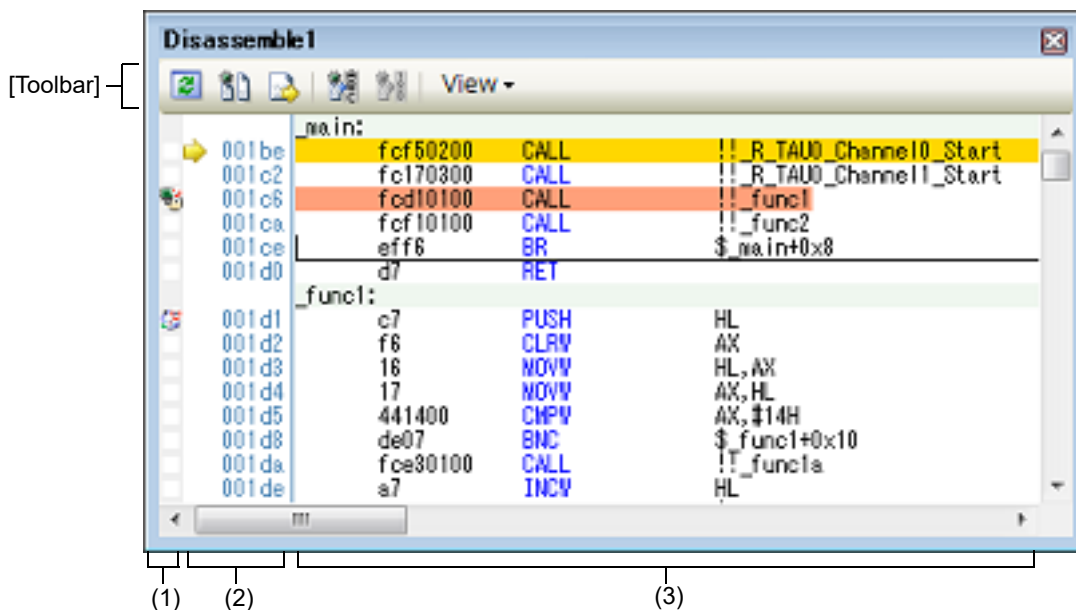 Disassemble1
[Toolbar]
View
_main:
001be fcf50200 CALL !!_R_TAU0_Channel0_Start
001c2 fc170300 CALL !!_R_TAU0_Channel1_Start
001c6 fcd10100 CALL !!_func1
001ca fcf10100 CALL !!_func2
001ce eff6 BR $_main+0x8
001d0 d7 RET
_func1:
001d1 c7 PUSH HL
001d2 f6 CLRW AX
001d3 16 MOVW HL,AX
001d4 17 MOVW AX,HL
001d5 441400 CMPW AX,#14H
001d8 de07 BNC $_func1+0x10
001da fce30100 CALL !!_func1a
001de a7 INCW HL
(1) (2) (3)